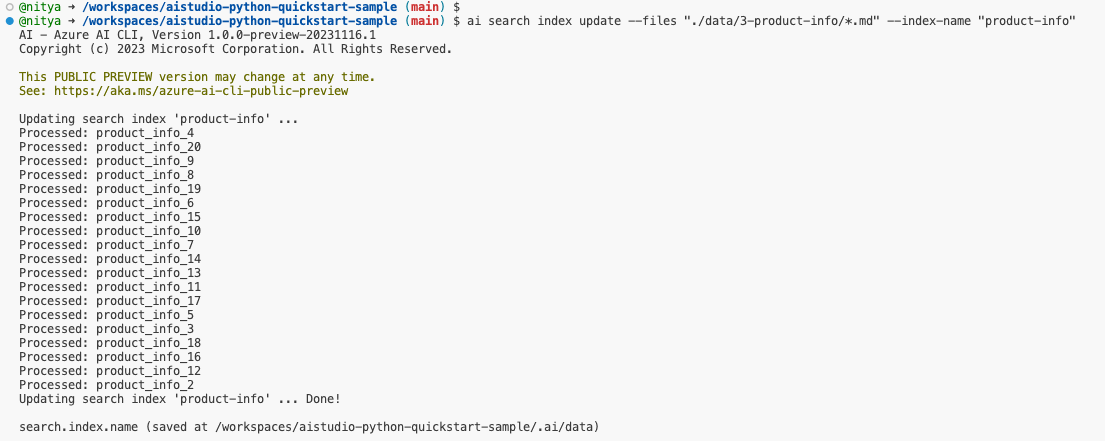 @nitya ➜ /workspaces/aistudio-python-quickstart-sample (main) $
@nitya ➜ /workspaces/aistudio-python-quickstart-sample (main) $ ai search index update --files "./data/3-product-info/*.md" --index-name "product-info"
AI - Azure AI CLI, Version 1.0.0-preview-20231116.1
Copyright (c) 2023 Microsoft Corporation. All Rights Reserved.
This PUBLIC PREVIEW version may change at any time.
See: https://aka.ms/azure-ai-cli-public-preview
Updating search index 'product-info' ...
Processed: product_info_4
Processed: product_info_20
Processed: product_info_9
Processed: product_info_8
Processed: product_info_19
Processed: product_info_6
Processed: product_info_15
Processed: product_info_10
Processed: product_info_7
Processed: product_info_14
Processed: product_info_13
Processed: product_info_11
Processed: product_info_17
Processed: product_info_5
Processed: product_info_3
Processed: product_info_18
Processed: product_info_16
Processed: product_info_12
Processed: product_info_2
Updating search index 'product-info' ... Done!
search.index.name (saved at /workspaces/aistudio-python-quickstart-sample/.ai/data)